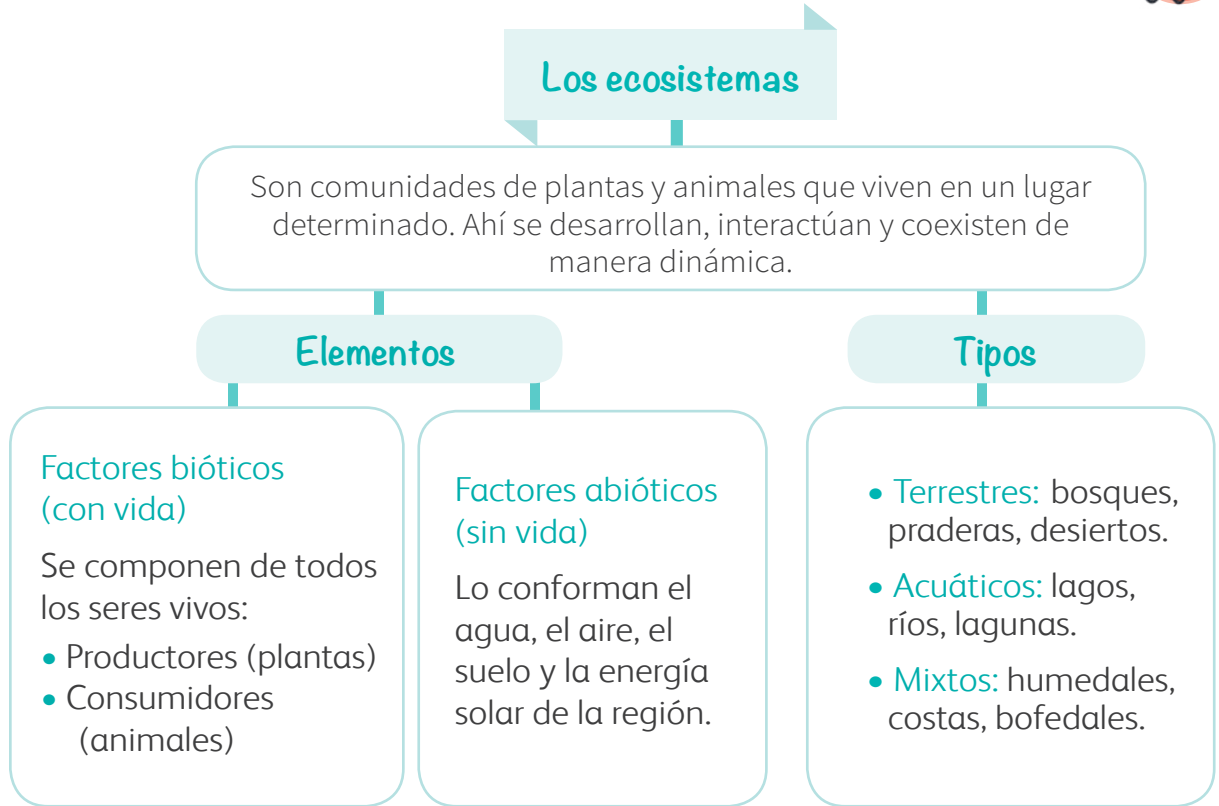 Los ecosistemas
Son comunidades de plantas y animales que viven en un lugar
determinado. Ahí se desarrollan, interactúan y coexisten de
manera dinámica.
Elementos
Factores bióticos
(con vida)
Se componen de todos
los seres vivos:
• Productores (plantas)
• Consumidores
(animales)
Factores abióticos
(sin vida)
Lo conforman el
agua, el aire, el
suelo y la energía
solar de la región.
Tipos
• Terrestres: bosques,
praderas, desiertos.
• Acuáticos: lagos,
ríos, lagunas.
• Mixtos: humedales,
costas, bofedales.